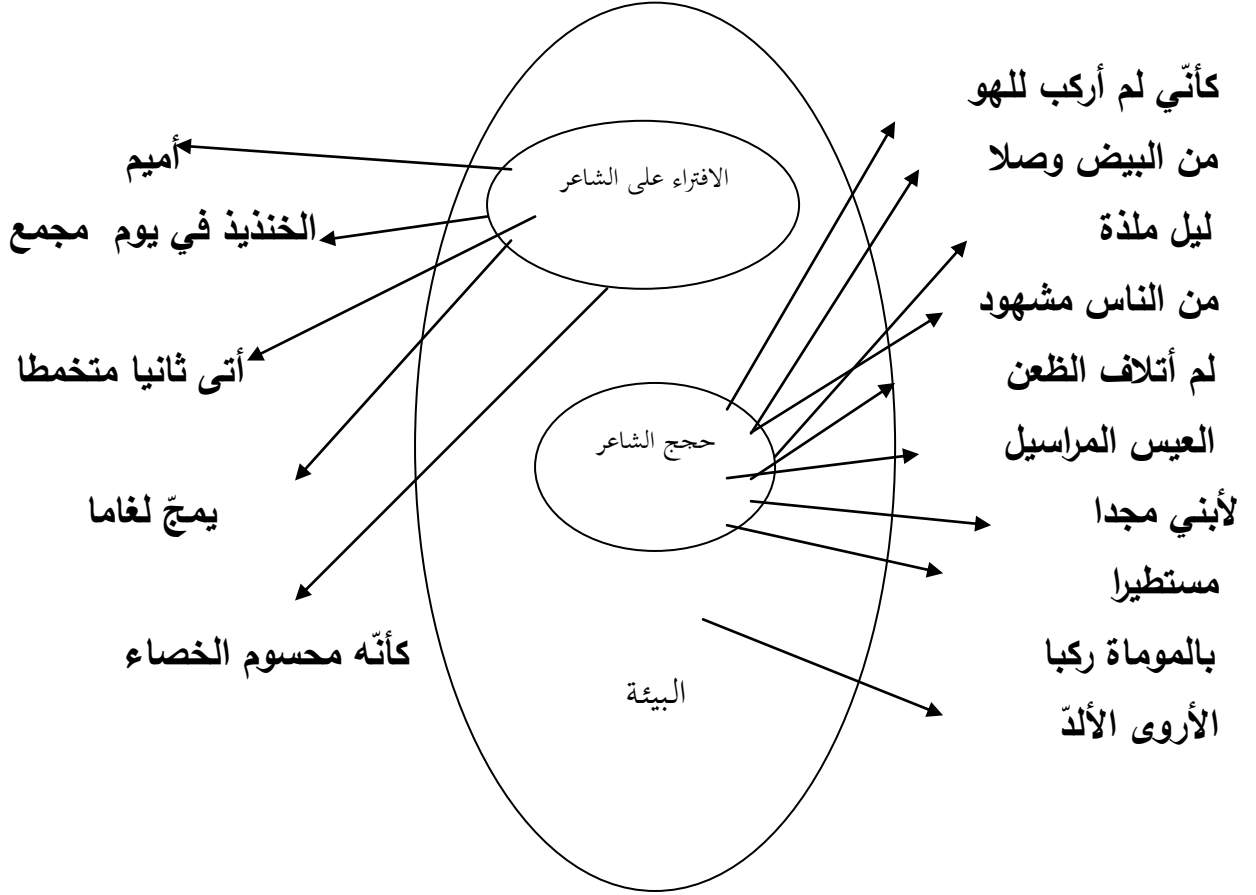 كأنّي لم أركب للهو
من البيض وصلا
ليل ملذة
من الناس مشهود
لم أتلاف الظعن
العيس المراسيل
لأبني مجدا
مستطيرا
بالموماة ركبا
الأروى الألدّ
الافتراء على الشاعر
حجج الشاعر
البيئة
أميم
الخنذيذ في يوم مجمع
أتى ثانيا متخمطا
يمجّ لغاما
كأنّه محسوم الخصاء